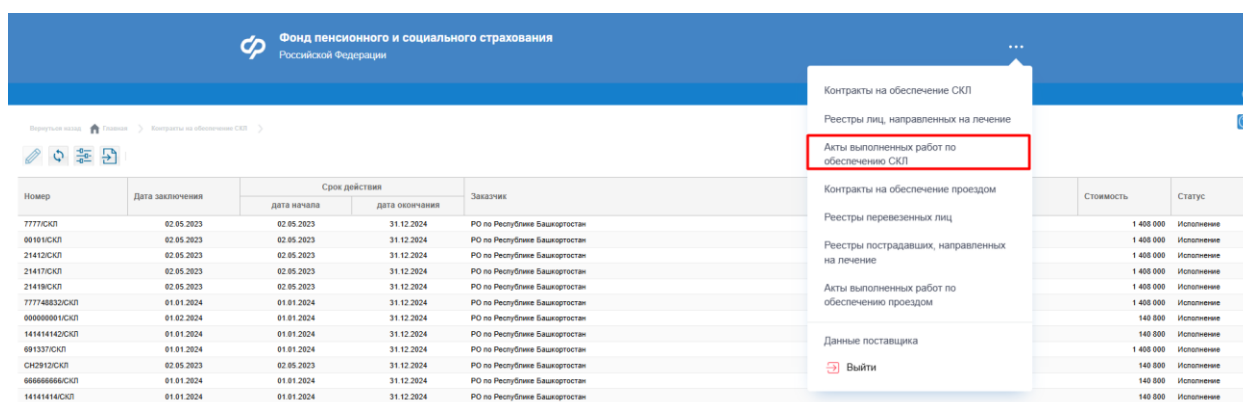 Фонд пенсионного и социального страхования
Российской Федерации
...
Контракты на обеспечение СКЛ
Реестры лиц, направленных на лечение
Акты выполненных работ по
обеспечению СКЛ
Контракты на обеспечение проездом
Реестры перевезенных лиц
Реестры пострадавших, направленных
на лечение
Акты выполненных работ по
обеспечению проездом
Данные поставщика
Выйти
Вернуться назад Главная > Контракты на обеспечение СКЛ >
Номер Дата заключения Срок действия Заказчик Стоимость Статус
дата начала дата окончания
7777/СКЛ 02.05.2023 02.05.2023 31.12.2024 РО по Республике Башкортостан 1 408 000 Исполнение
00101/СКЛ 02.05.2023 02.05.2023 31.12.2024 РО по Республике Башкортостан 1 408 000 Исполнение
21412/СКЛ 02.05.2023 02.05.2023 31.12.2024 РО по Республике Башкортостан 1 408 000 Исполнение
21417/СКЛ 02.05.2023 02.05.2023 31.12.2024 РО по Республике Башкортостан 1 408 000 Исполнение
21419/СКЛ 02.05.2023 02.05.2023 31.12.2024 РО по Республике Башкортостан 1 408 000 Исполнение
777748832/СКЛ 01.01.2024 01.01.2024 31.12.2024 РО по Республике Башкортостан 1 408 000 Исполнение
000000001/СКЛ 01.02.2024 01.01.2024 31.12.2024 РО по Республике Башкортостан 140 800 Исполнение
141414142/СКЛ 01.01.2024 01.01.2024 31.12.2024 РО по Республике Башкортостан 140 800 Исполнение
691337/СКЛ 01.01.2024 01.01.2024 31.12.2024 РО по Республике Башкортостан 1 408 000 Исполнение
СН2912/СКЛ 02.05.2023 02.05.2023 31.12.2024 РО по Республике Башкортостан 140 800 Исполнение
666666666/СКЛ 01.01.2024 01.01.2024 31.12.2024 РО по Республике Башкортостан 140 800 Исполнение
14141414/СКЛ 01.01.2024 01.01.2024 31.12.2024 РО по Республике Башкортостан 140 800 Исполнение